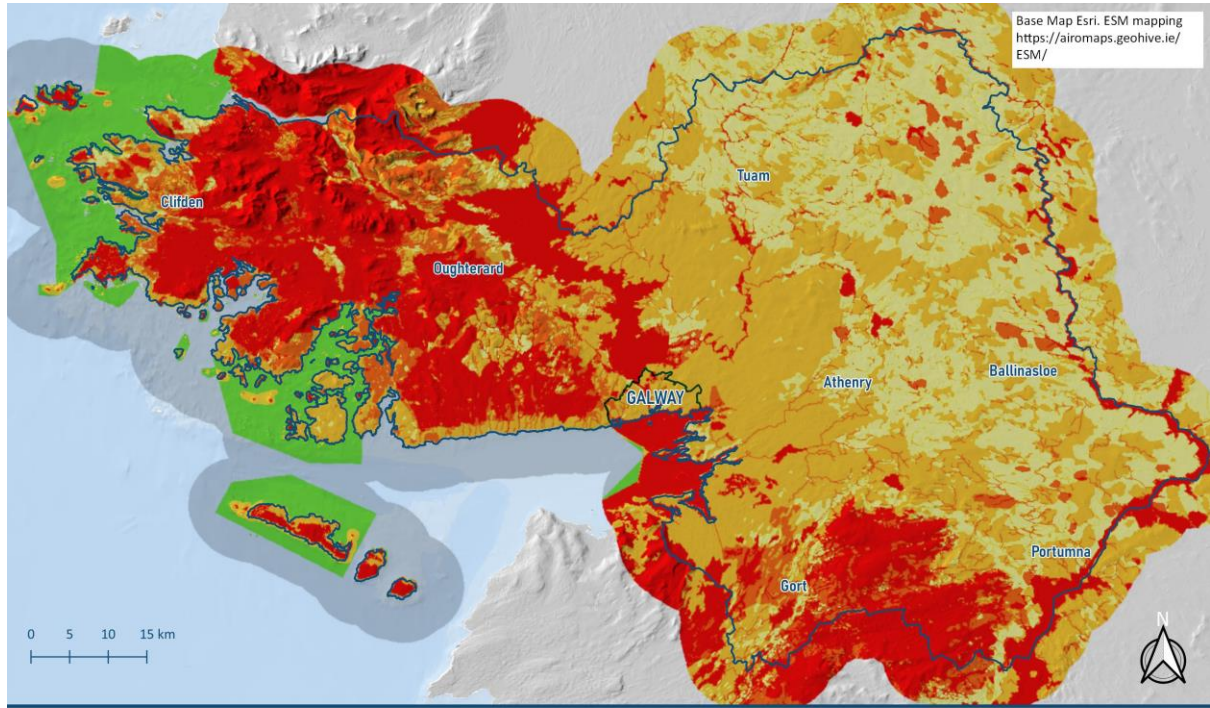 Base Map Esri. ESM mapping
https://airomaps.geohive.ie/
ESM/
Tuam
Clifden
Oughterard
Athenry
Ballinasloe
GALWAY
Portumna
Gort
0 5 10 15 km
N